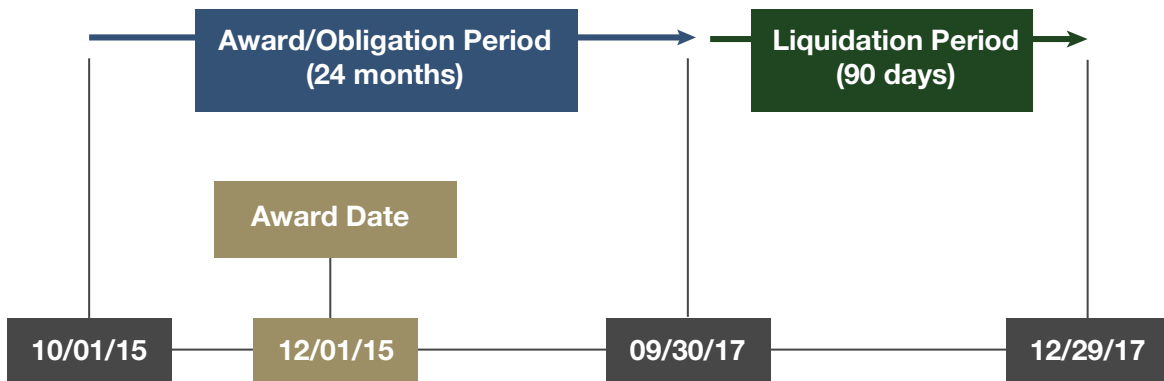 Award/Obligation Period
(24 months)
Liquidation Period
(90 days)
Award Date
10/01/15
12/01/15
09/30/17
12/29/17